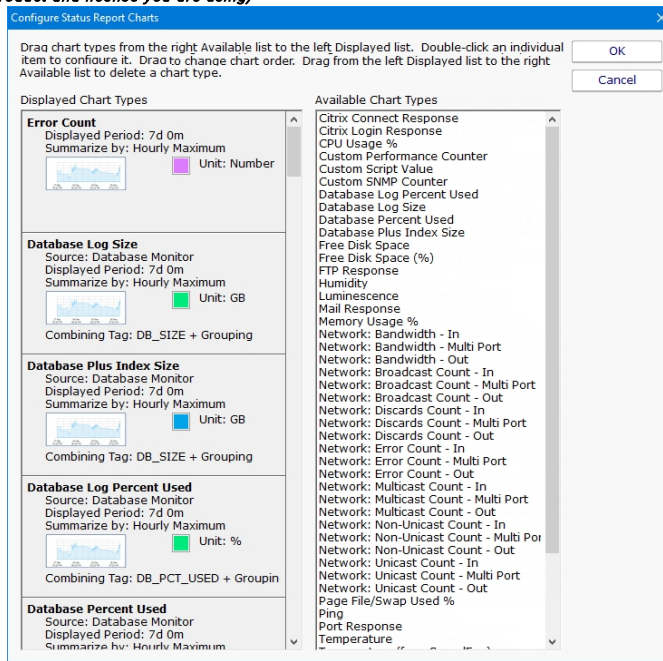 product and license you are using)
Configure Status Report Charts
Drag chart types from the right Available list to the left Displayed list. Double-click an individual
item to configure it. Drag to change chart order. Drag from the left Displayed list to the right
Available list to delete a chart type.
OK
Cancel
Displayed Chart Types
Error Count
Displayed Period: 7d 0m
Summarize by: Hourly Maximum
Unit: Number
Database Log Size
Source: Database Monitor
Displayed Period: 7d 0m
Summarize by: Hourly Maximum
Unit: GB
Combining Tag: DB_SIZE + Grouping
Database Plus Index Size
Source: Database Monitor
Displayed Period: 7d 0m
Summarize by: Hourly Maximum
Unit: GB
Combining Tag: DB_SIZE + Grouping
Database Log Percent Used
Source: Database Monitor
Displayed Period: 7d 0m
Summarize by: Hourly Maximum
Unit: %
Combining Tag: DB_PCT_USED + Groupin
Database Percent Used
Source: Database Monitor
Displayed Period: 7d 0m
Summarize by: Hourly Maximum
Available Chart Types
Citrix Connect Response
Citrix Login Response
CPU Usage %
Custom Performance Counter
Custom Script Value
Custom SNMP Counter
Database Log Percent Used
Database Log Size
Database Percent Used
Database Plus Index Size
Free Disk Space
Free Disk Space (%)
FTP Response
Humidity
Luminescence
Mail Response
Memory Usage %
Network: Bandwidth - In
Network: Bandwidth - Multi Port
Network: Bandwidth - Out
Network: Broadcast Count - In
Network: Broadcast Count - Multi Port
Network: Broadcast Count - Out
Network: Discards Count - In
Network: Discards Count - Multi Port
Network: Discards Count - Out
Network: Error Count - In
Network: Error Count - Multi Port
Network: Error Count - Out
Network: Multicast Count - In
Network: Multicast Count - Multi Port
Network: Multicast Count - Out
Network: Non-Unicast Count - In
Network: Non-Unicast Count - Multi Por
Network: Non-Unicast Count - Out
Network: Unicast Count - In
Network: Unicast Count - Multi Port
Network: Unicast Count - Out
Page File/Swap Used %
Ping
Port Response
Temperature